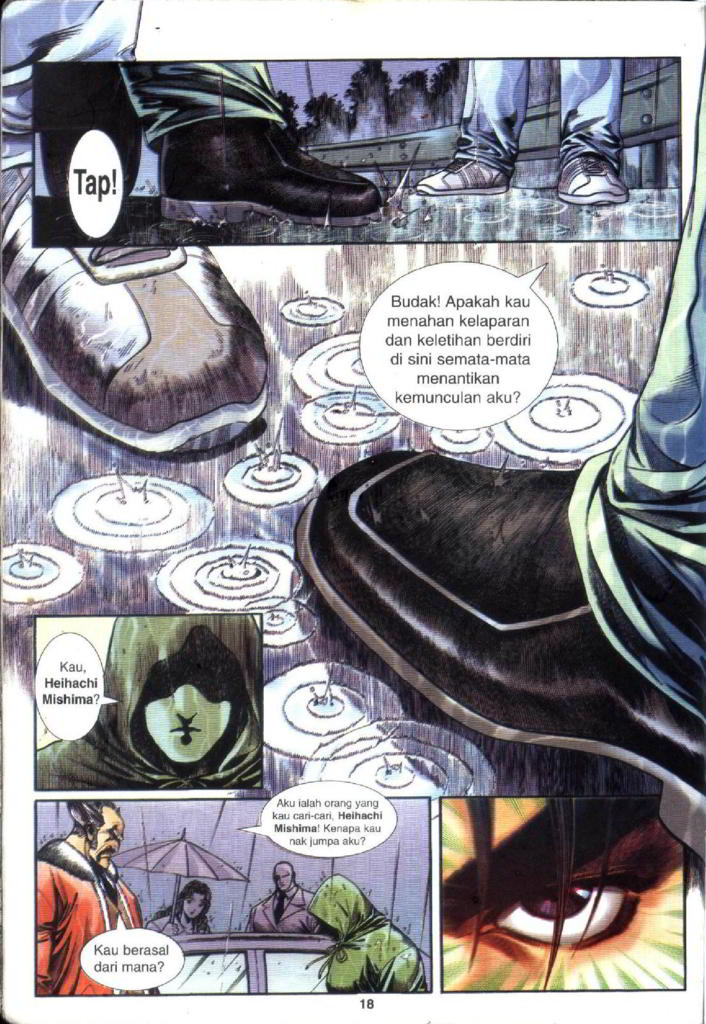 Tap!
Budak! Apakah kau
menahan kelaparan
dan keletihan berdiri
di sini semata-mata
menantikan
kemunculan aku?
Kau,
Heihachi
Mishima?
Aku ialah orang yang
kau cari-cari, Heihachi
Mishima! Kenapa kau
nak jumpa aku?
Kau berasal
dari mana?
18